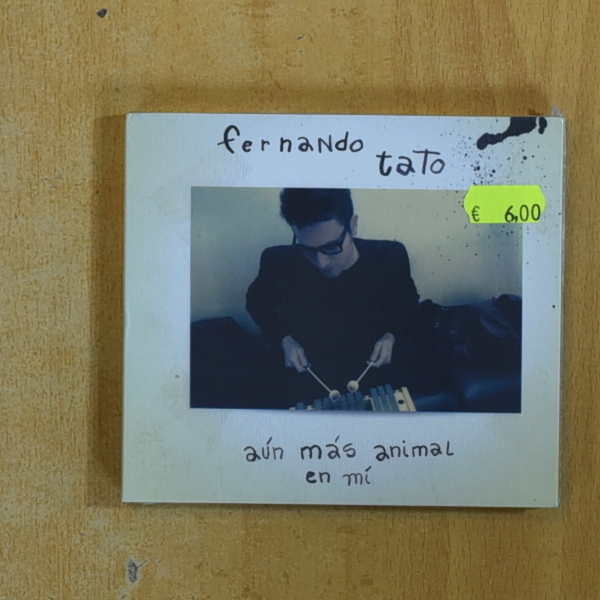 fernaNdo
taTo
€ 6,00
aún más animal
en mí